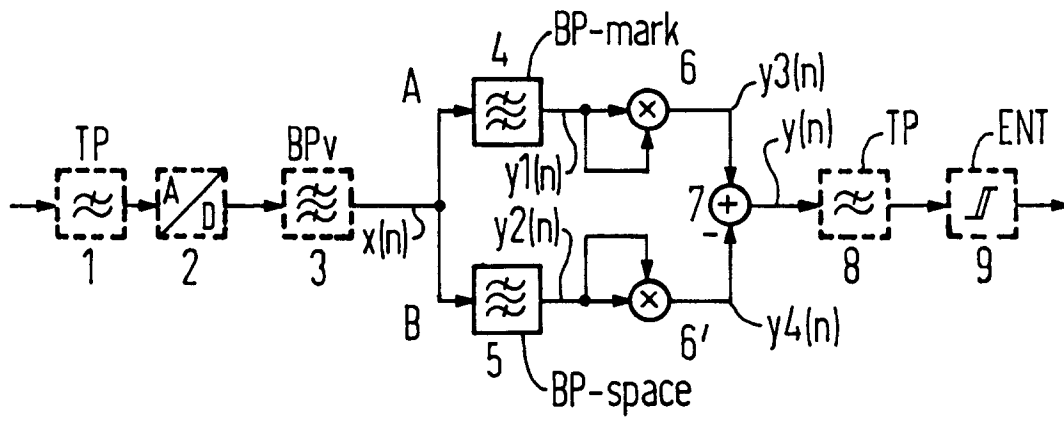 BP-mark
4
6
y3(n)
A
y(n)
TP
ENT
TP
BPv
y1(n)
A
D
7
+
-
1
2
3
x(n)
y2(n)
8
9
B
5
6'
y4(n)
BP-space